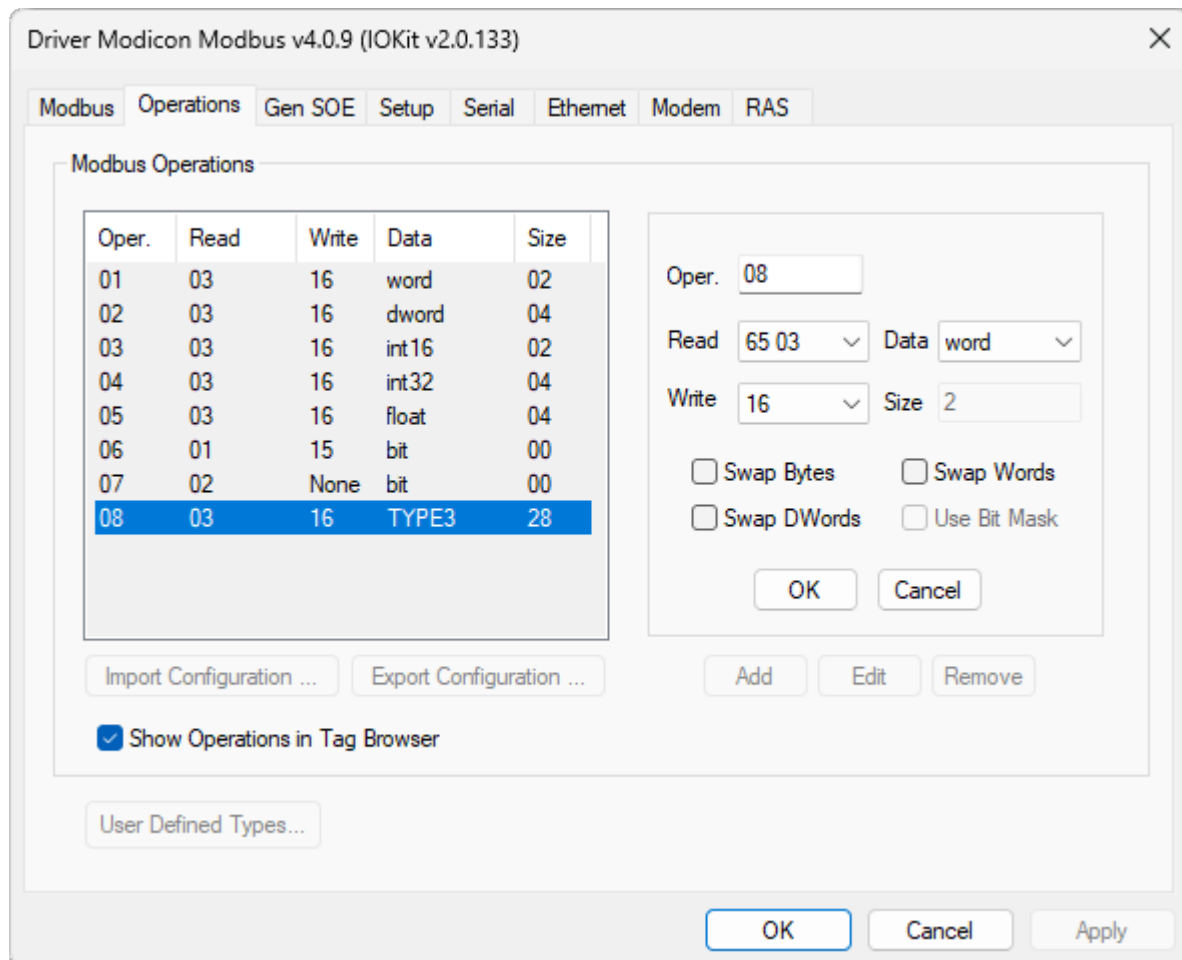 Driver Modicon Modbus v4.0.9 (IOKit v2.0.133)
Modbus Operations Gen SOE Setup Serial Ethernet Modem RAS
Modbus Operations
Oper. Read Write Data Size
01 03 16 word 02
02 03 16 dword 04
03 03 16 int16 02
04 03 16 int32 04
05 03 16 float 04
06 01 15 bit 00
07 02 None bit 00
08 03 16 TYPE3 28
Oper. 08
Read 65 03 Data word
Write 16 Size 2
Swap Bytes Swap Words
Swap DWords Use Bit Mask
OK Cancel
Import Configuration ... Export Configuration ... Add Edit Remove
Show Operations in Tag Browser
User Defined Types...
OK Cancel Apply